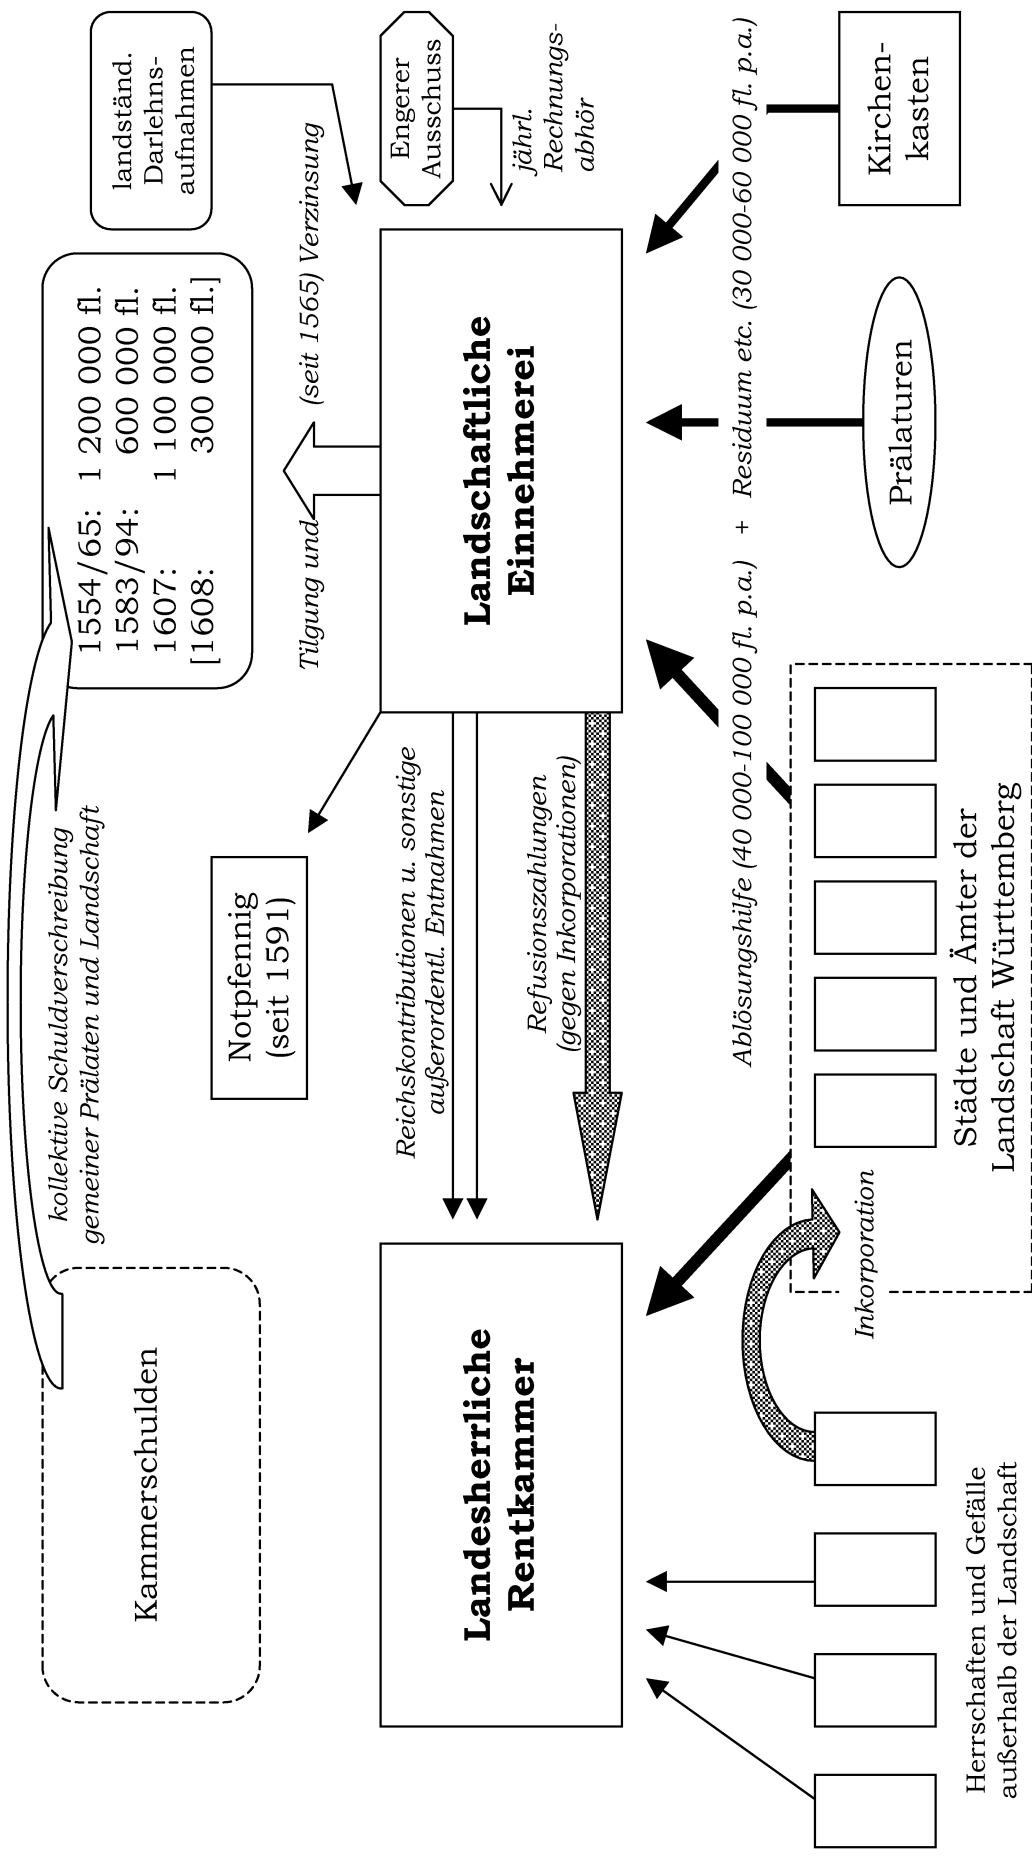 Kammerschulden
kollektive Schuldverschreibung
gemeiner Prälaten und Landschaft
1554/65: 1 200 000 fl.
1583/94: 600 000 fl.
1607: 1 100 000 fl.
[1608: 300 000 fl.]
landständ.
Darlehns-
aufnahmen
Notpfennig
(seit 1591)
Tilgung und (seit 1565) Verzinsung
Landesherrliche
Rentkammer
Reichskontributionen u. sonstige
außerordentl. Entnahmen
Refusionszahlungen
(gegen Inkorporationen)
Landschaftliche
Einnehmerei
Engerer
Ausschuss
jährl.
Rechnungs-
abhör
Ablösungshilfe (40 000-100 000 fl. p.a.) + Residuum etc. (30 000-60 000 fl. p.a.)
Inkorporation
Herrschaften und Gefälle
außerhalb der Landschaft
Städte und Ämter der
Landschaft Württemberg
Prälaturen
Kirchen-
kasten